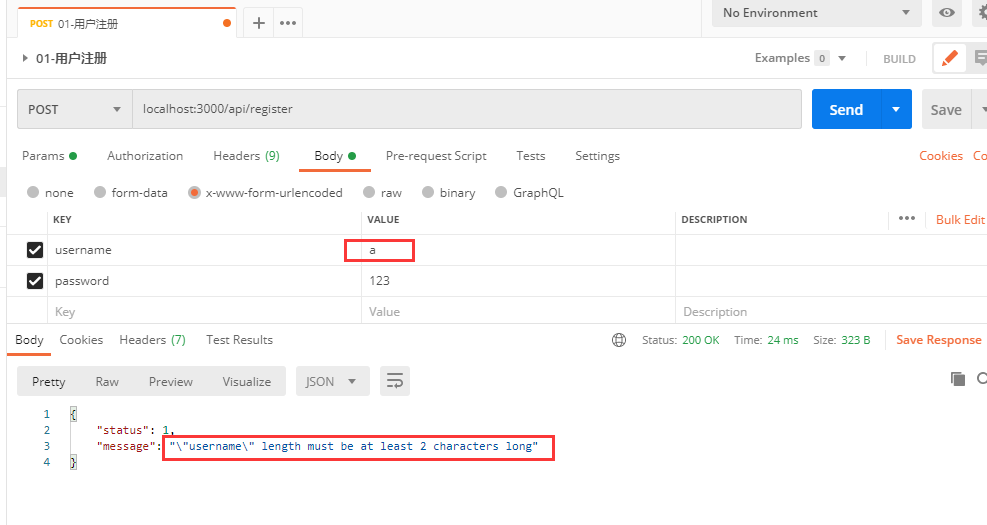 POST 01-用户注册
No Environment
01-用户注册
Examples 0 BUILD
POST localhost:3000/api/register Send Save
Params Authorization Headers (9) Body Pre-request Script Tests Settings Cookies
none form-data x-www-form-urlencoded raw binary GraphQL
KEY VALUE DESCRIPTION ••• Bulk Edit
username a
password 123
Key Value Description
Body Cookies Headers (7) Test Results Status: 200 OK Time: 24 ms Size: 323 B Save Response
Pretty Raw Preview Visualize JSON
1 {
2 "status": 1,
3 "message": "\"username\" length must be at least 2 characters long"
4 }